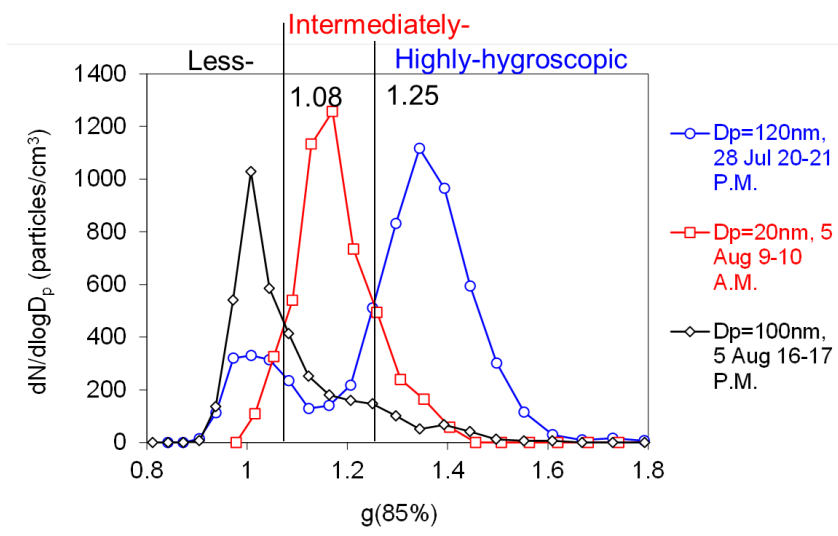 Intermediately-
Less-
Highly-hygroscopic
1.08
1.25
1400
1200
1000
800
600
400
200
0
dN/dlogDp (particles/cm³)
0.8
1
1.2
1.4
1.6
1.8
g(85%)
Dp=120nm,
28 Jul 20-21
P.M.
Dp=20nm, 5
Aug 9-10
A.M.
Dp=100nm,
5 Aug 16-17
P.M.